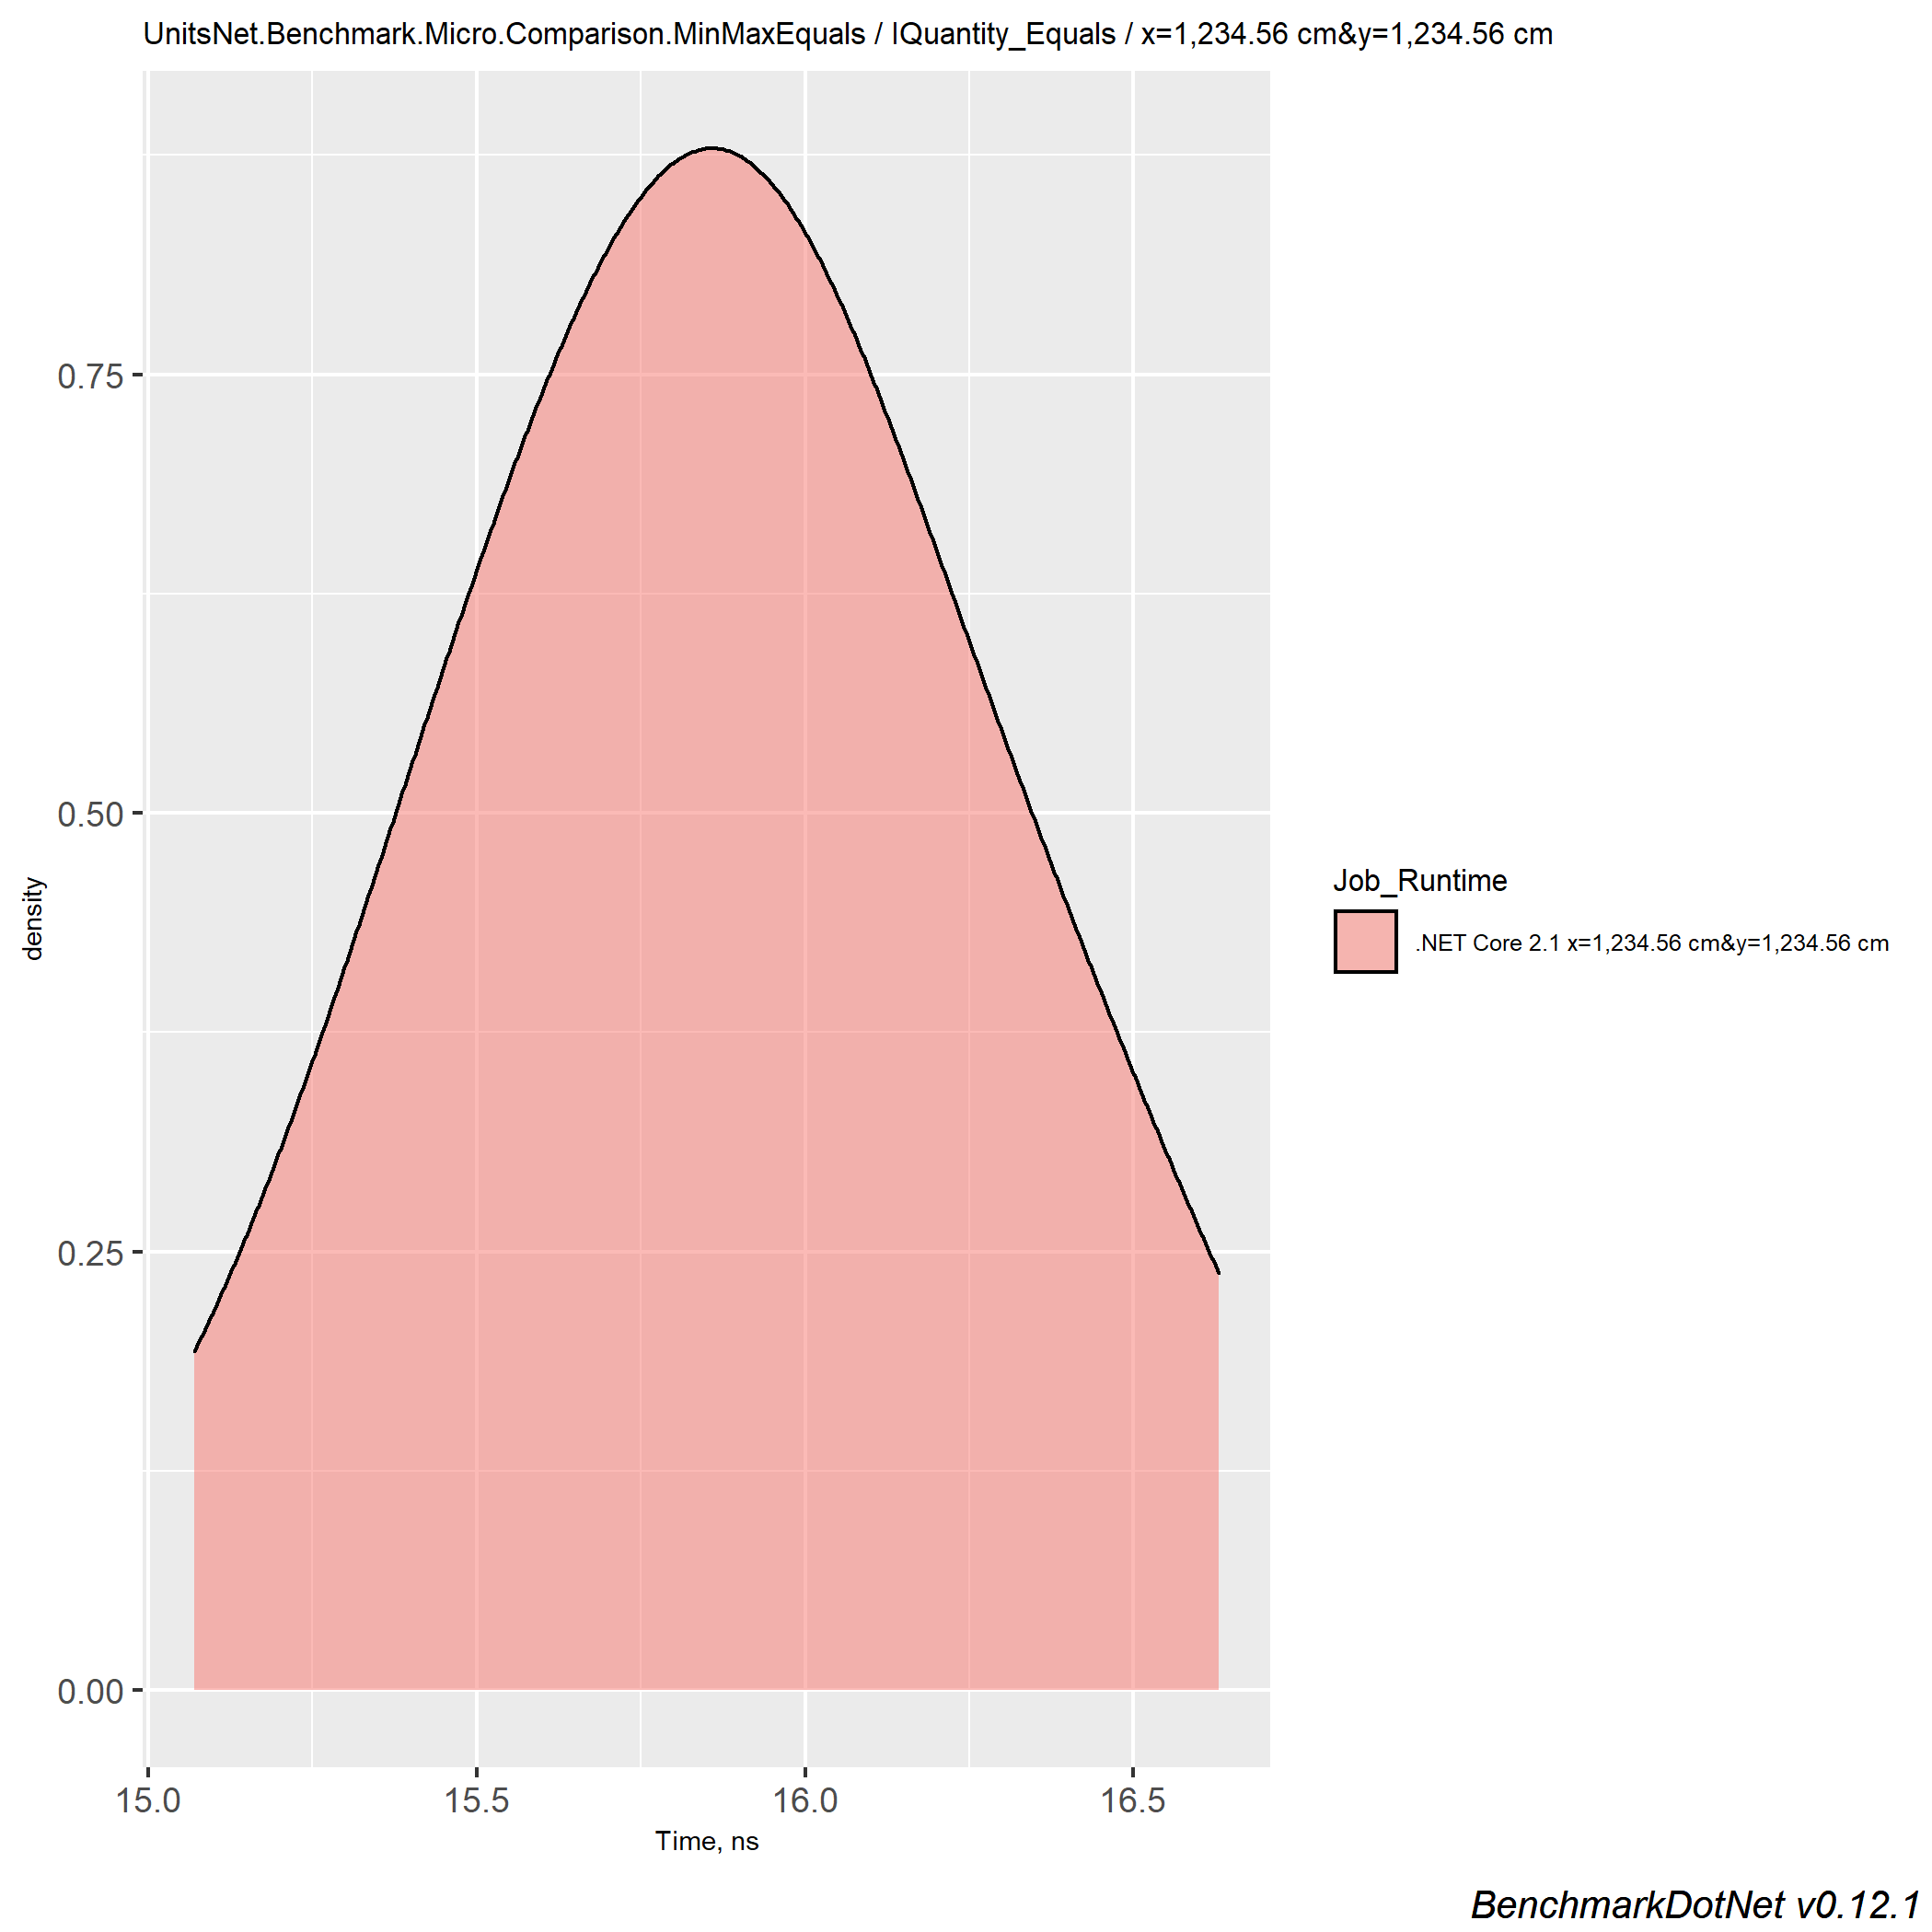 UnitsNet.Benchmark.Micro.Comparison.MinMaxEquals / IQuantity_Equals / x=1,234.56 cm&y=1,234.56 cm
0.75
0.50
0.25
0.00
density
15.0 15.5 16.0 16.5
Time, ns
Job_Runtime
.NET Core 2.1 x=1,234.56 cm&y=1,234.56 cm
BenchmarkDotNet v0.12.1